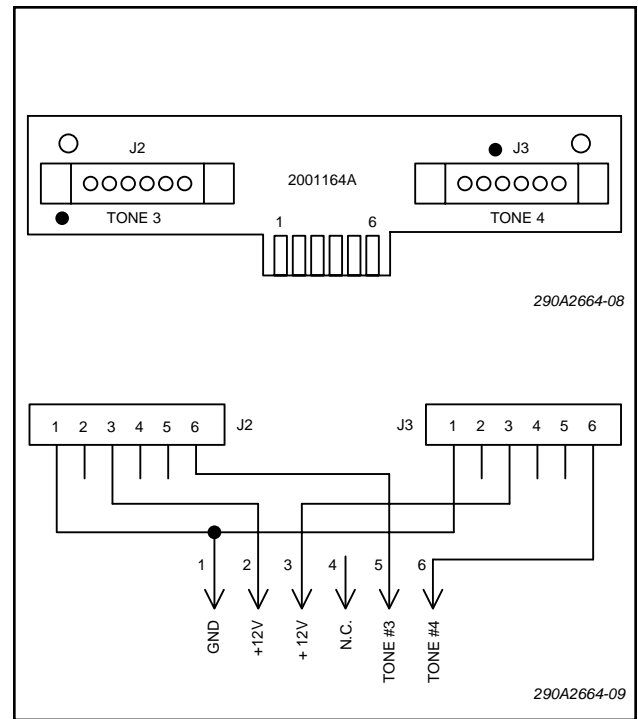 J2 J3
2001164A
TONE 3 TONE 4
1 6
290A2664-08
1 2 3 4 5 6 J2 J3 1 2 3 4 5 6
1 2 3 4 5 6
GND +12V + 12V N.C. TONE #3 TONE #4
290A2664-09